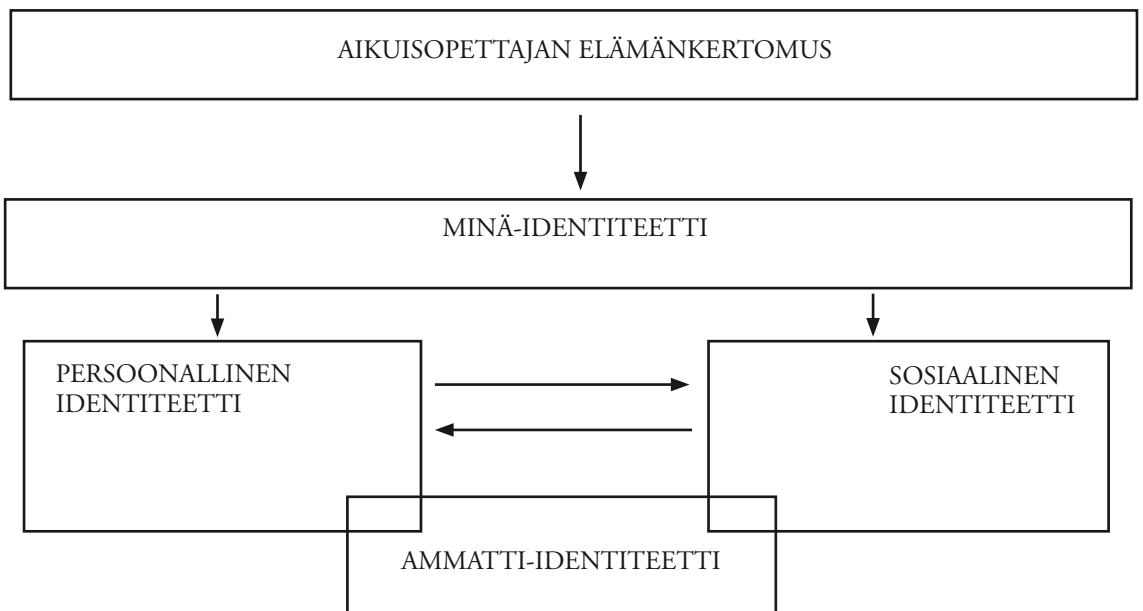 AIKUISOPETTAJAN ELÄMÄNKERTOMUS
MINÄ-IDENTITEETTI
PERSOONALLINEN
IDENTITEETTI
SOSIAALINEN
IDENTITEETTI
AMMATTI-IDENTITEETTI